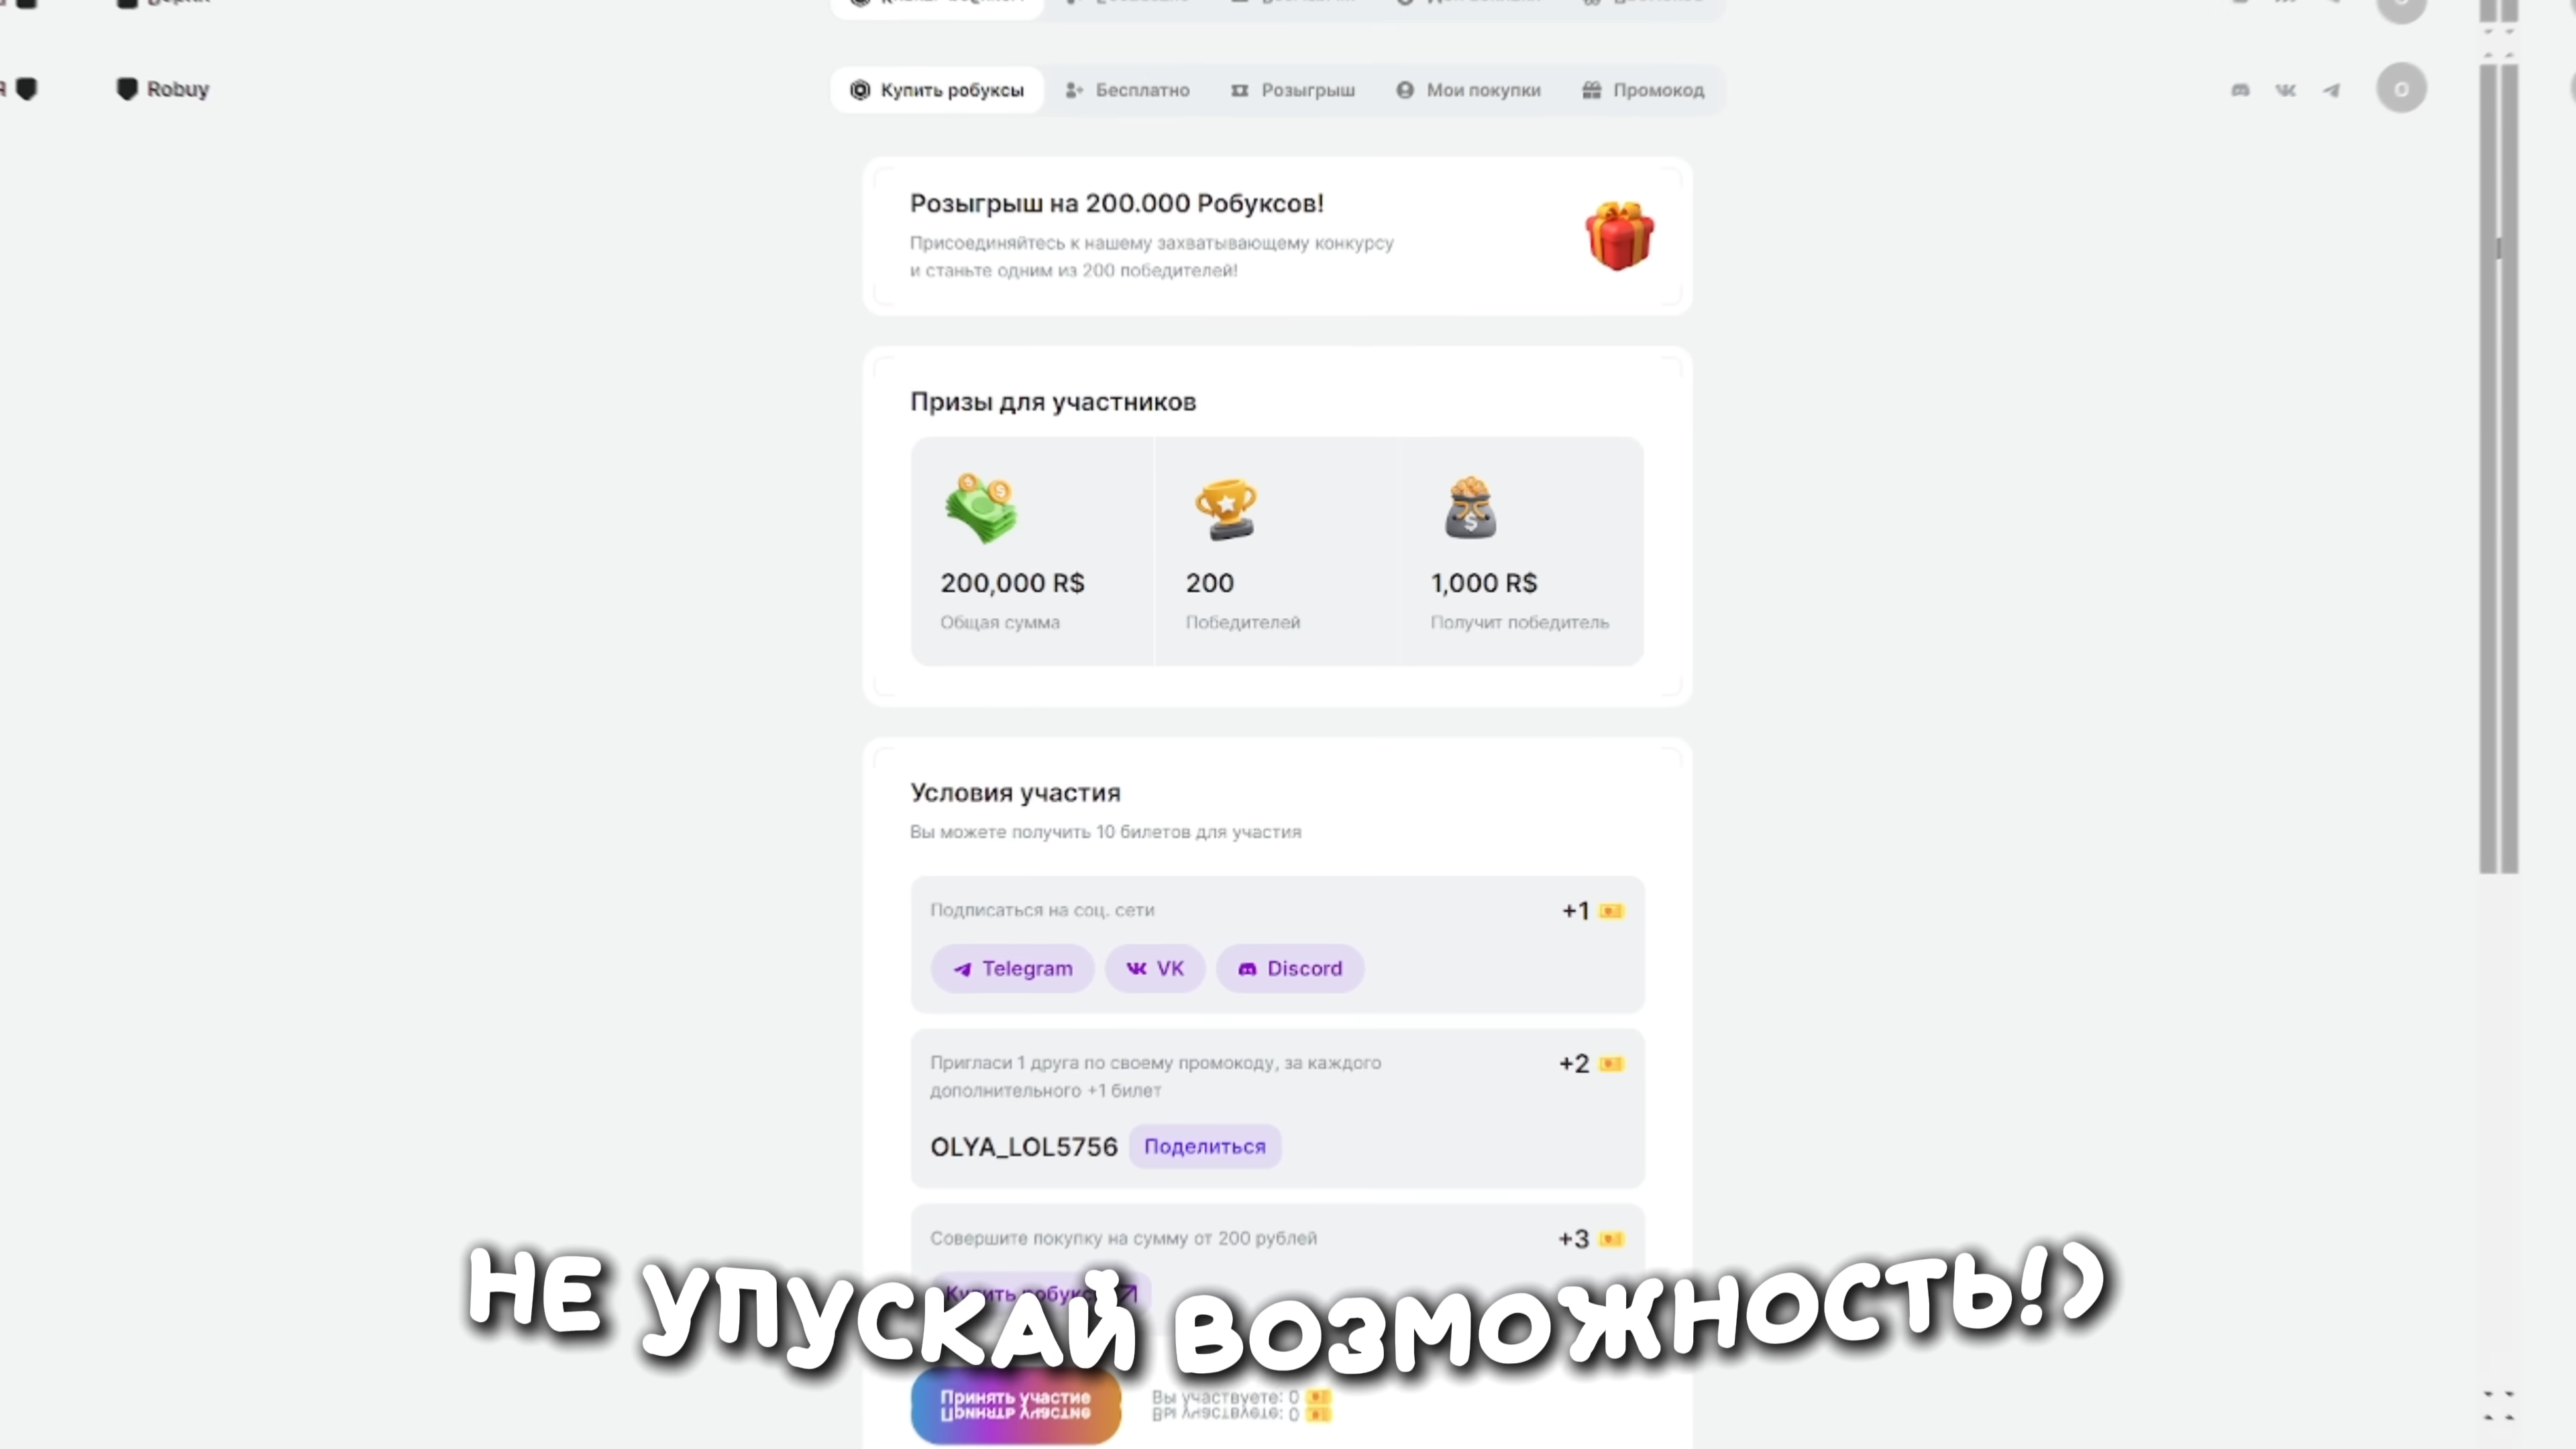 Robuy
Купить робуксы
Бесплатно
Розыгрыш
Мои покупки
Промокод
O
Розыгрыш на 200.000 Робуксов!
Присоединяйтесь к нашему захватывающему конкурсу
и станьте одним из 200 победителей!
Призы для участников
200,000 R$
Общая сумма
200
Победителей
1,000 R$
Получит победитель
Условия участия
Вы можете получить 10 билетов для участия
Подписаться на соц. сети
+1
Telegram
VK
Discord
Пригласи 1 друга по своему промокоду, за каждого
дополнительного +1 билет
+2
OLYA_LOL5756
Поделиться
Совершите покупку на сумму от 200 рублей
+3
НЕ УПУСКАЙ ВОЗМОЖНОСТЬ!)
Принять участие
Вы участвуете: 0